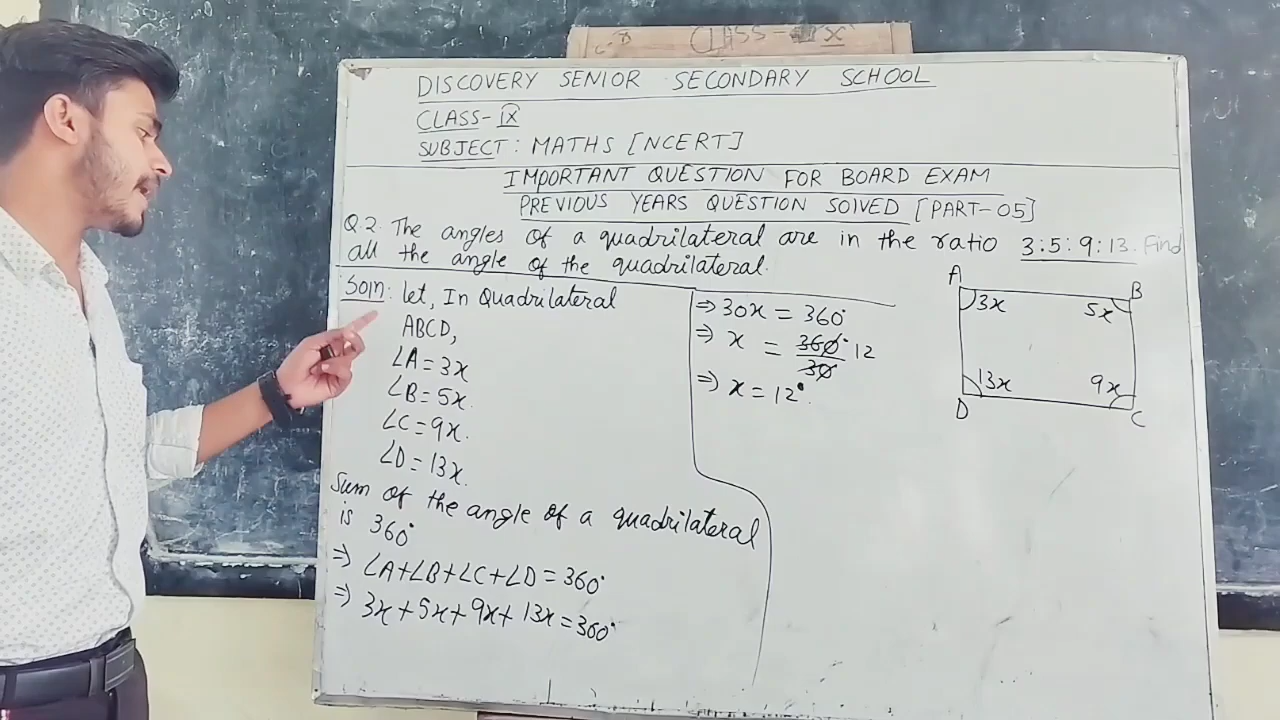 CLASS- IX
DISCOVERY SENIOR SECONDARY SCHOOL
CLASS- IX
SUBJECT: MATHS [NCERT]
IMPORTANT QUESTION FOR BOARD EXAM
PREVIOUS YEARS QUESTION SOLVED [PART-05]
Q.2. The angles of a quadrilateral are in the ratio 3:5:9:13. Find
all the angle of the quadrilateral.
Soln: let, In Quadrilateral
ABCD,
∠A=3x
∠B=5x.
∠C=9x.
∠D=13x.
Sum of the angle of a quadrilateral
is 360°
⇒ ∠A+∠B+∠C+∠D=360°
⇒ 3x+5x+9x+13x=360°
⇒ 30x = 360°
⇒ x = 360°/30 12
⇒ x = 12°.
A B
3x 5x
13x 9x
D C